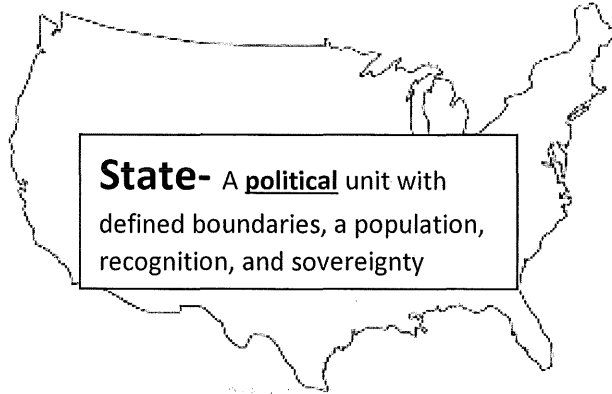 State- A political unit with
defined boundaries, a population,
recognition, and sovereignty